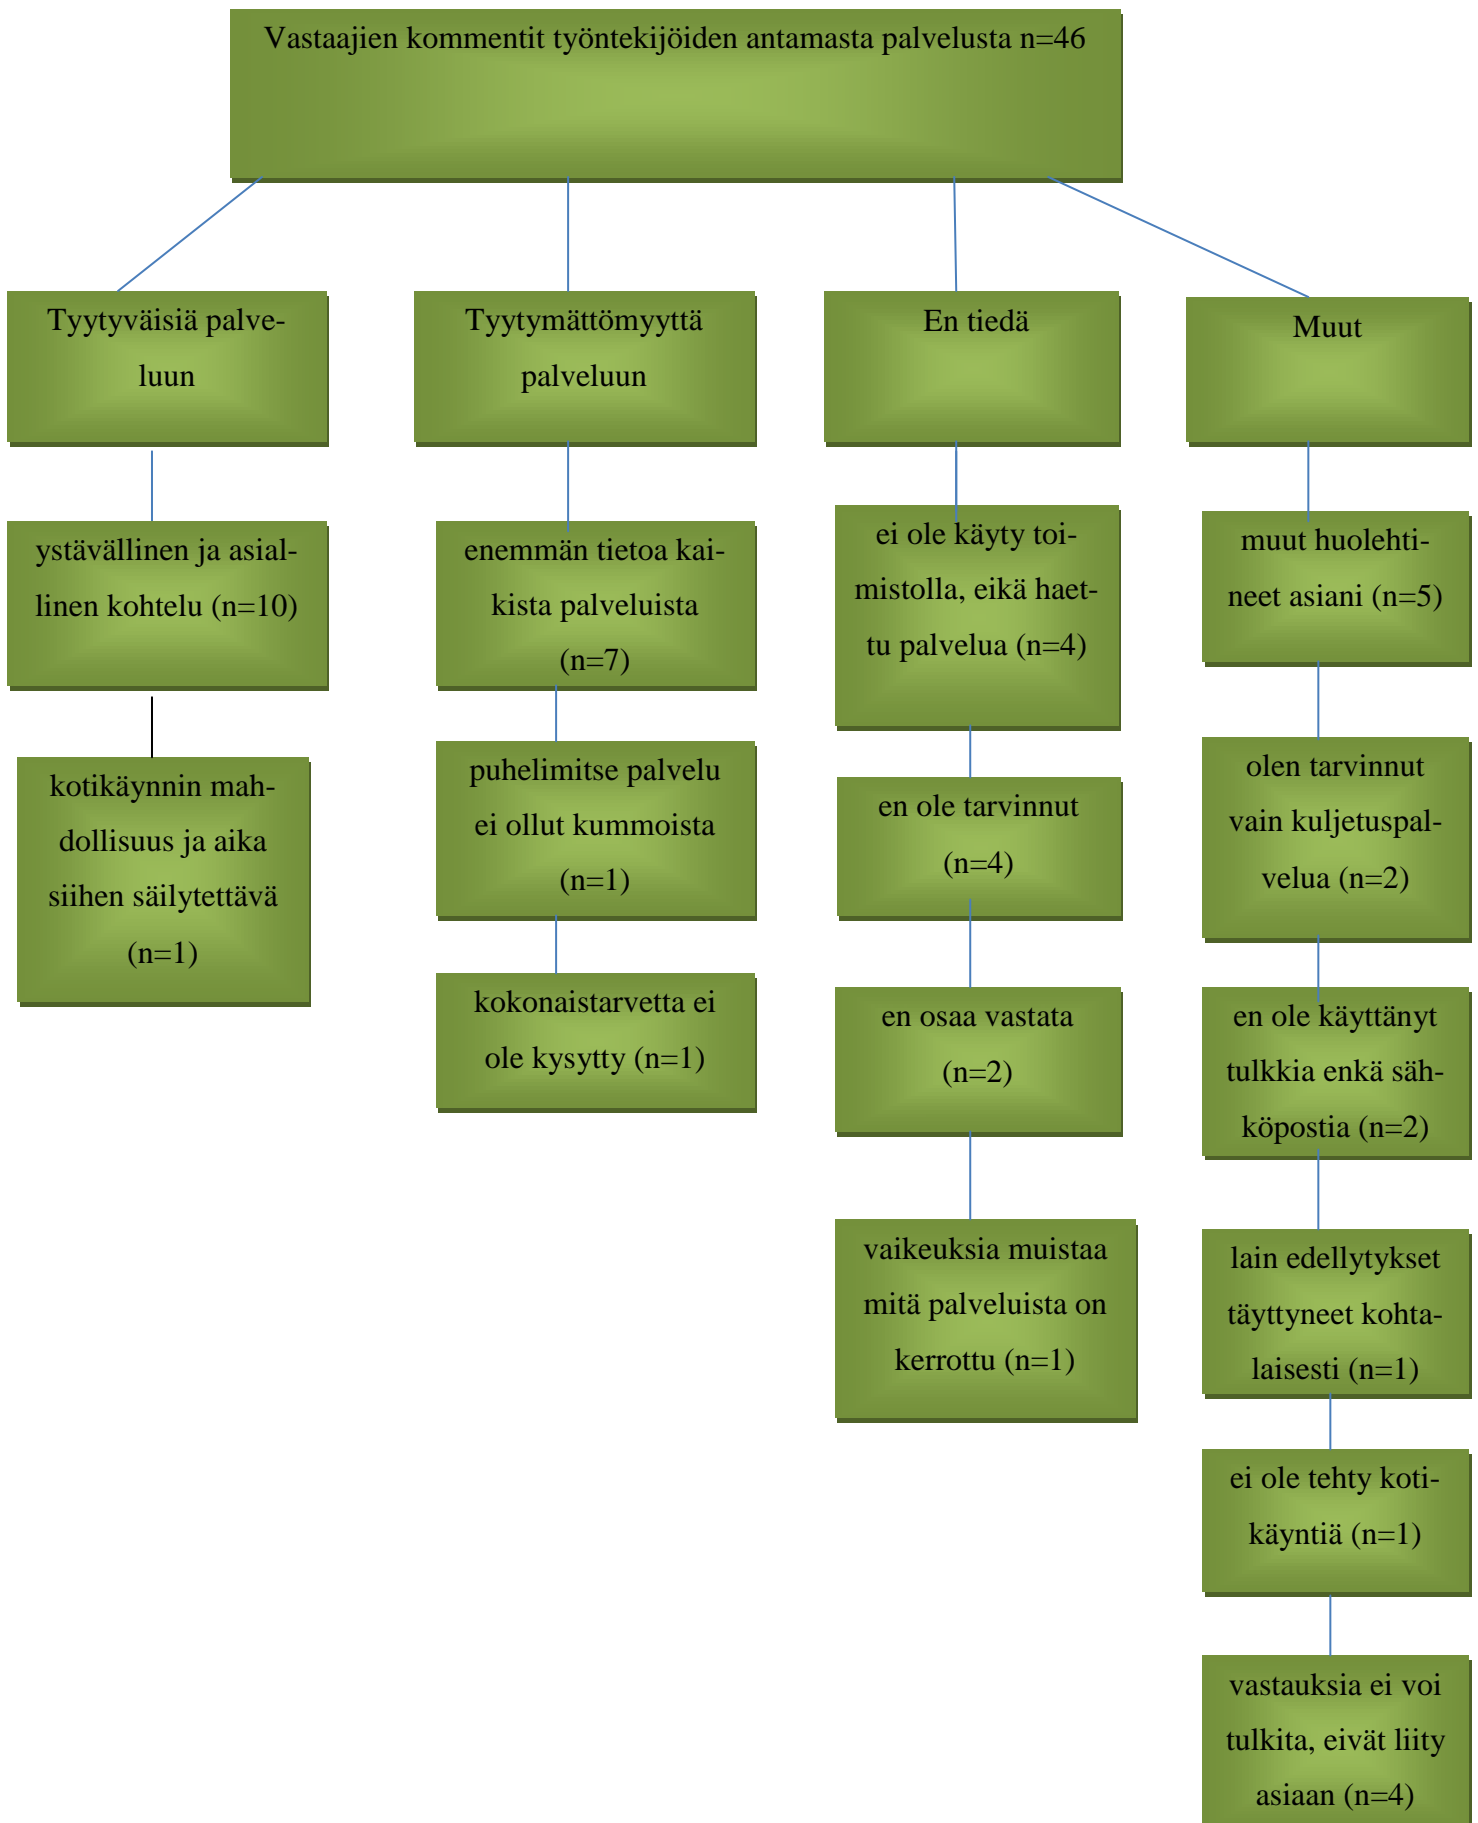 Vastaajien kommentit työntekijöiden antamasta palvelusta n=46
Tyytyväisiä palve-
luun
ystävällinen ja asial-
linen kohtelu (n=10)
kotikäynnin mah-
dollisuus ja aika
siihen säilytettävä
(n=1)
Tyytymättömyyttä
palveluun
enemmän tietoa kai-
kista palveluista
(n=7)
puhelimitse palvelu
ei ollut kummoista
(n=1)
kokonaistarvetta ei
ole kysytty (n=1)
En tiedä
ei ole käyty toi-
mistolla, eikä haet-
tu palvelua (n=4)
en ole tarvinnut
(n=4)
en osaa vastata
(n=2)
vaikeuksia muistaa
mitä palveluista on
kerrottu (n=1)
Muut
muut huolehti-
neet asiani (n=5)
olen tarvinnut
vain kuljetuspal-
velua (n=2)
en ole käyttänyt
tulkkia enkä säh-
köpostia (n=2)
lain edellytykset
täyttyneet kohta-
laisesti (n=1)
ei ole tehty koti-
käyntiä (n=1)
vastauksia ei voi
tulkita, eivät liity
asiaan (n=4)